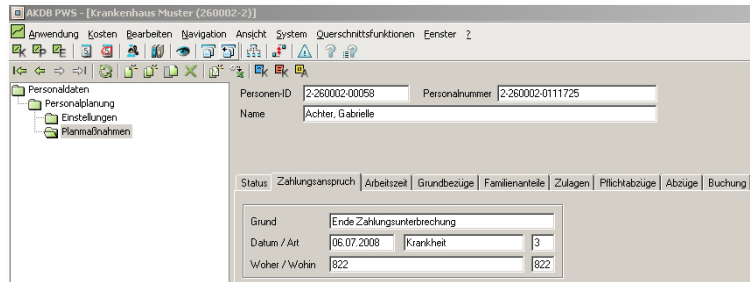 AKDB PWS - [Krankenhaus Muster (260002-2)]
Anwendung Kosten Bearbeiten Navigation Ansicht System Querschnittsfunktionen Fenster ?
Personaldaten
Personalplanung
Einstellungen
Planmaßnahmen
Personen-ID 2-260002-00058 Personalnummer 2-260002-0111725
Name Achter, Gabrielle
Status Zahlungsanspruch Arbeitszeit Grundbezüge Familienanteile Zulagen Pflichtabzüge Abzüge Buchung
Grund Ende Zahlungsunterbrechung
Datum / Art 06.07.2008 Krankheit 3
Woher / Wohin 822 822